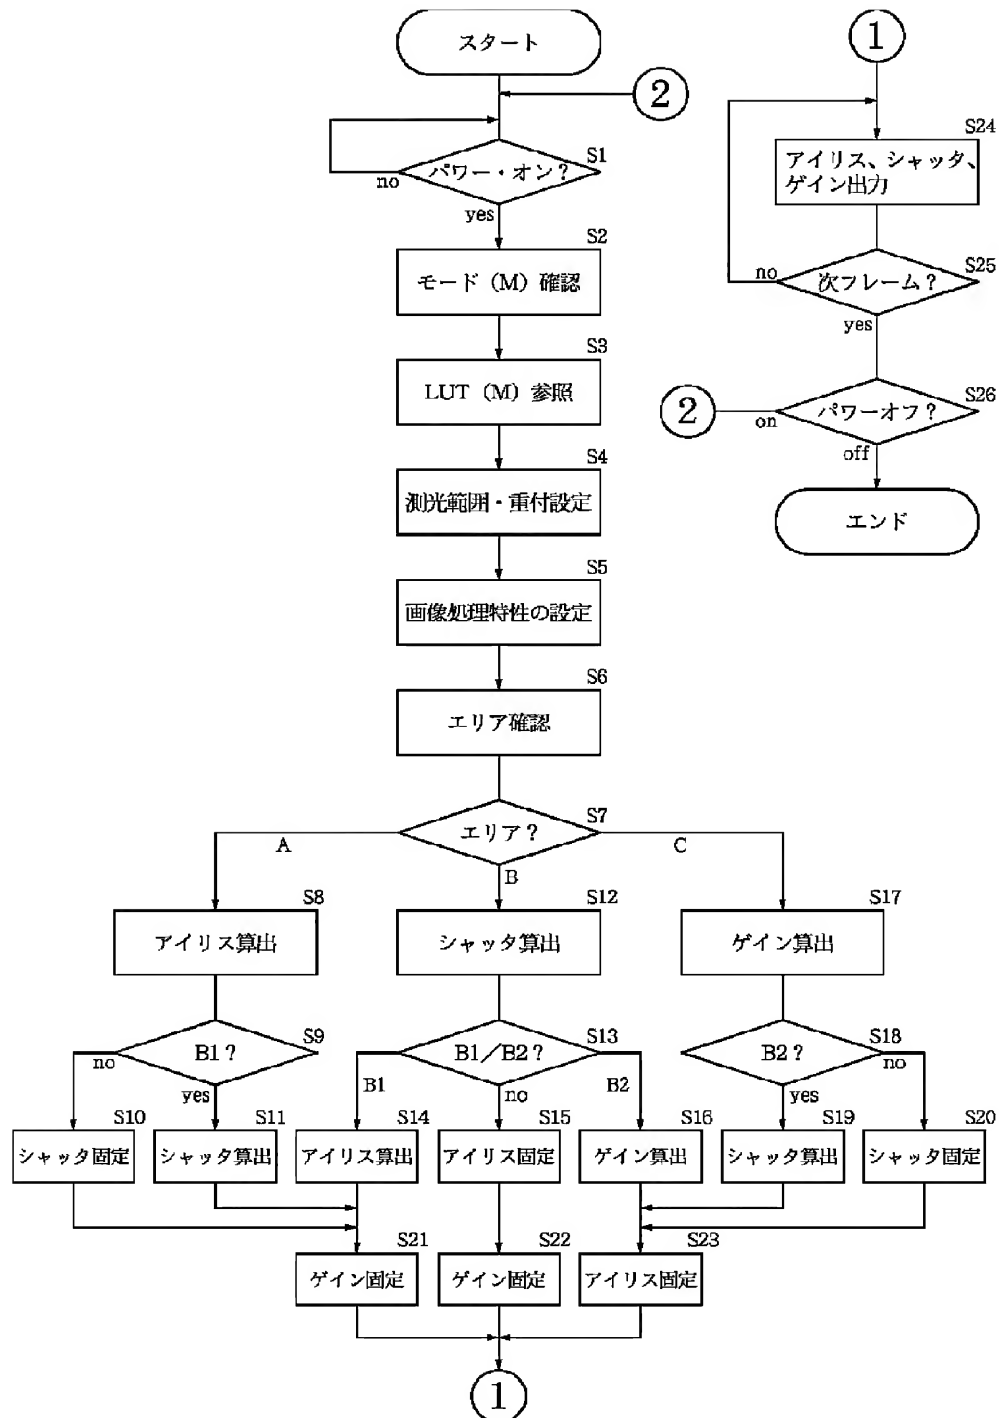 スタート
2
S1
パワー・オン？
no
yes
S2
モード（M）確認
S3
LUT（M）参照
S4
測光範囲・重付設定
S5
画像処理特性の設定
S6
エリア確認
S7
エリア？
A
B
C
S8
アイリス算出
S12
シャッタ算出
S17
ゲイン算出
S9
B1？
no
yes
S13
B1／B2？
B1
no
B2
S18
B2？
yes
no
S10
シャッタ固定
S11
シャッタ算出
S14
アイリス算出
S15
アイリス固定
S16
ゲイン算出
S19
シャッタ算出
S20
シャッタ固定
S21
ゲイン固定
S22
ゲイン固定
S23
アイリス固定
1
1
S24
アイリス、シャッタ、
ゲイン出力
S25
次フレーム？
no
yes
S26
パワーオフ？
2
on
off
エンド